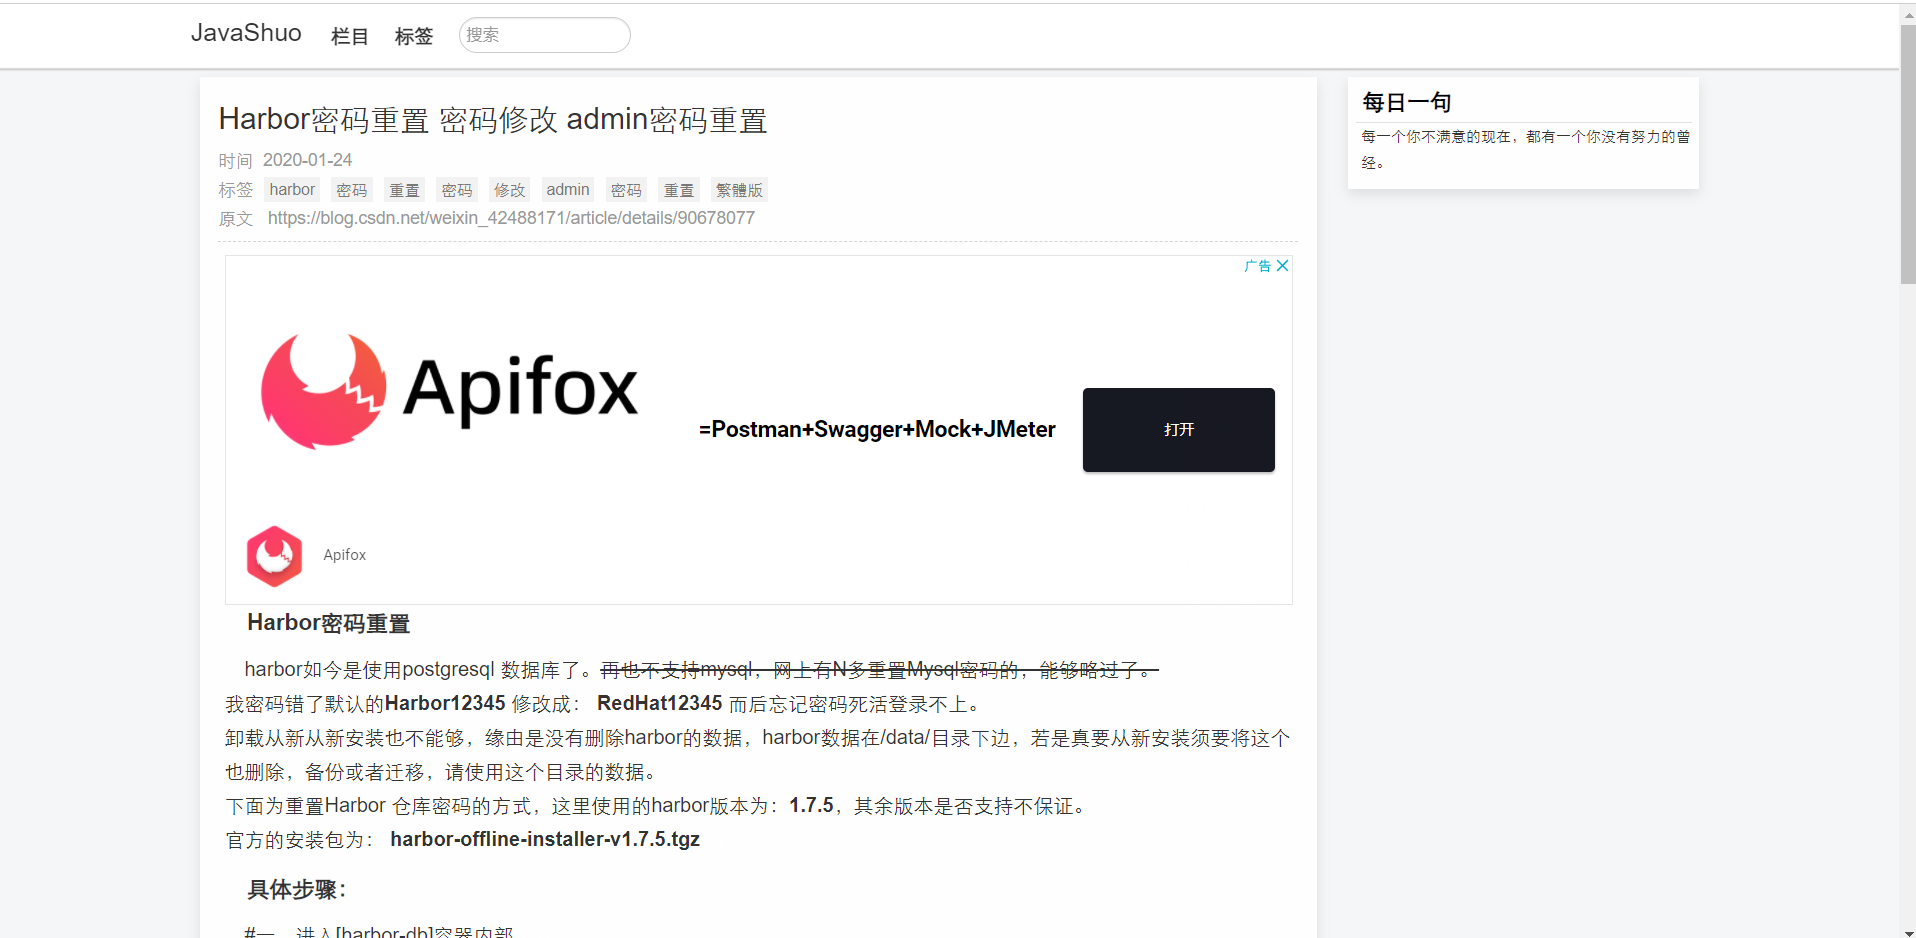 JavaShuo 栏目 标签 搜索
Harbor密码重置 密码修改 admin密码重置
时间 2020-01-24
标签 harbor 密码 重置 密码 修改 admin 密码 重置 繁體版
原文 https://blog.csdn.net/weixin_42488171/article/details/90678077
广告
Apifox
=Postman+Swagger+Mock+JMeter
打开
Apifox
Harbor密码重置
harbor如今是使用postgresql 数据库了。再也不支持mysql，网上有N多重置Mysql密码的，能够略过了。
我密码错了默认的Harbor12345 修改成： RedHat12345 而后忘记密码死活登录不上。
卸载从新从新安装也不能够，缘由是没有删除harbor的数据，harbor数据在/data/目录下边，若是真要从新安装须要将这个
也删除，备份或者迁移，请使用这个目录的数据。
下面为重置Harbor 仓库密码的方式，这里使用的harbor版本为：1.7.5，其余版本是否支持不保证。
官方的安装包为： harbor-offline-installer-v1.7.5.tgz
具体步骤：
#一、进入[harbor-db]容器内部
每日一句
每一个你不满意的现在，都有一个你没有努力的曾
经。